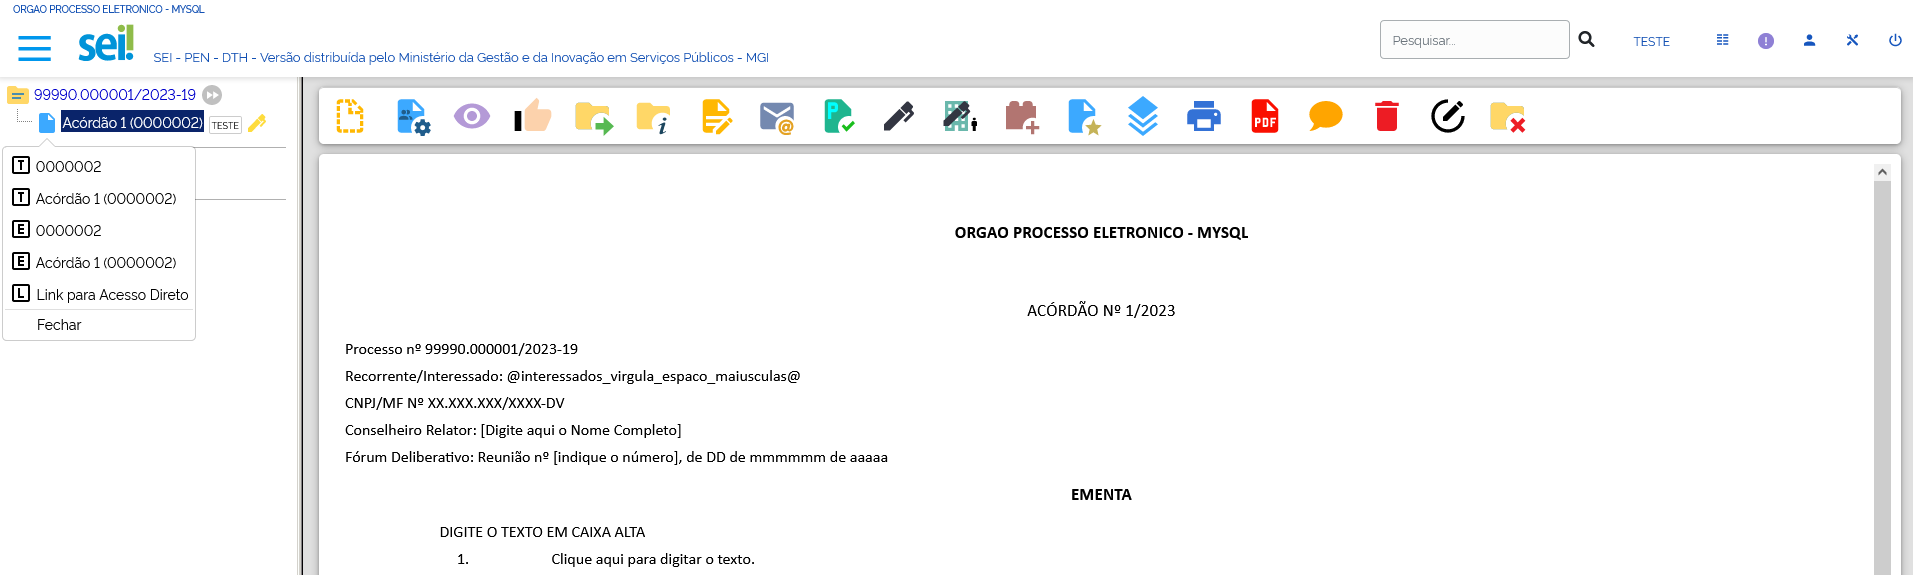 ORGAO PROCESSO ELETRONICO - MYSQL
sei!
SEI - PEN - DTH - Versão distribuída pelo Ministério da Gestão e da Inovação em Serviços Públicos - MGI
Pesquisar...
TESTE
99990.000001/2023-19
Acórdão 1 (0000002)
TESTE
T 0000002
T Acórdão 1 (0000002)
E 0000002
E Acórdão 1 (0000002)
L Link para Acesso Direto
Fechar
i
@
P
PDF
ORGAO PROCESSO ELETRONICO - MYSQL
ACÓRDÃO Nº 1/2023
Processo nº 99990.000001/2023-19
Recorrente/Interessado: @interessados_virgula_espaco_maiusculas@
CNPJ/MF Nº XX.XXX.XXX/XXXX-DV
Conselheiro Relator: [Digite aqui o Nome Completo]
Fórum Deliberativo: Reunião nº [indique o número], de DD de mmmmmm de aaaaa
EMENTA
DIGITE O TEXTO EM CAIXA ALTA
1. Clique aqui para digitar o texto.